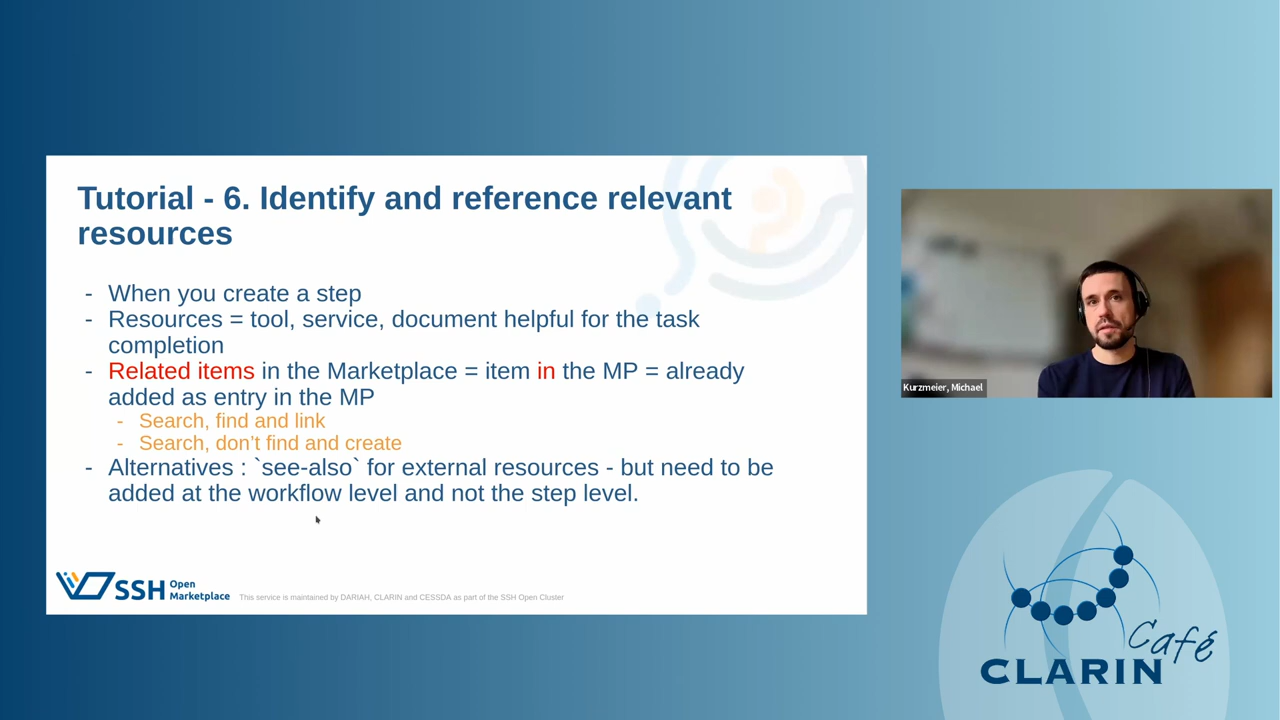 Tutorial - 6. Identify and reference relevant
resources
- When you create a step
- Resources = tool, service, document helpful for the task
completion
- Related items in the Marketplace = item in the MP = already
added as entry in the MP
- Search, find and link
- Search, don't find and create
- Alternatives : `see-also` for external resources - but need to be
added at the workflow level and not the step level.
SSH Open
Marketplace
This service is maintained by DARIAH, CLARIN and CESSDA as part of the SSH Open Cluster
Kurzmeier, Michael
Café
CLARIN